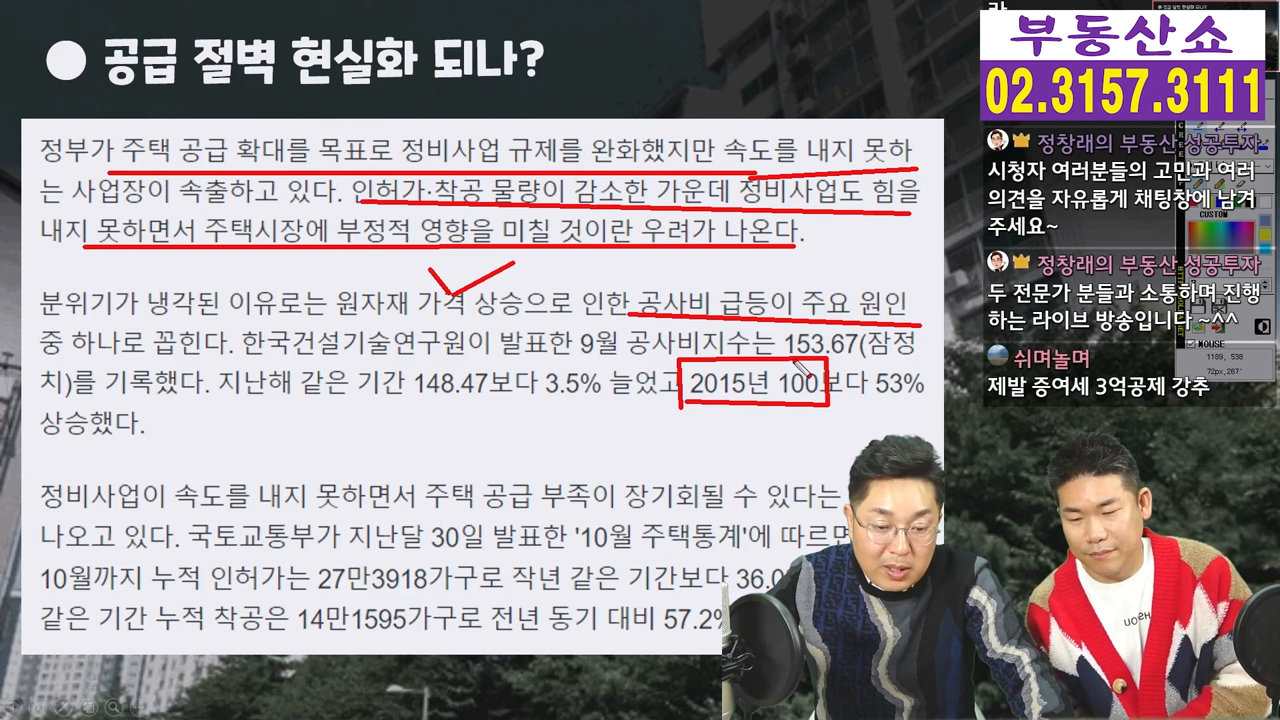 ● 공급 절벽 현실화 되나?
정부가 주택 공급 확대를 목표로 정비사업 규제를 완화했지만 속도를 내지 못하
는 사업장이 속출하고 있다. 인허가·착공 물량이 감소한 가운데 정비사업도 힘을
내지 못하면서 주택시장에 부정적 영향을 미칠 것이란 우려가 나온다.
분위기가 냉각된 이유로는 원자재 가격 상승으로 인한 공사비 급등이 주요 원인
중 하나로 꼽힌다. 한국건설기술연구원이 발표한 9월 공사비지수는 153.67(잠정
치)를 기록했다. 지난해 같은 기간 148.47보다 3.5% 늘었고 2015년 100보다 53%
상승했다.
정비사업이 속도를 내지 못하면서 주택 공급 부족이 장기회될 수 있다는
나오고 있다. 국토교통부가 지난달 30일 발표한 '10월 주택통계'에 따르면
10월까지 누적 인허가는 27만3918가구로 작년 같은 기간보다 36.0
같은 기간 누적 착공은 14만1595가구로 전년 동기 대비 57.2%
부동산쇼
02.3157.3111
정창래의 부동산 성공투자
시청자 여러분들의 고민과 여러
의견을 자유롭게 채팅창에 남겨
주세요~
정창래의 부동산 성공투자
두 전문가 분들과 소통하며 진행
하는 라이브 방송입니다 ~^^
쉬며놀며
제발 증여세 3억공제 강추
CUSTOM
MOUSE
1189, 538
72px,267°